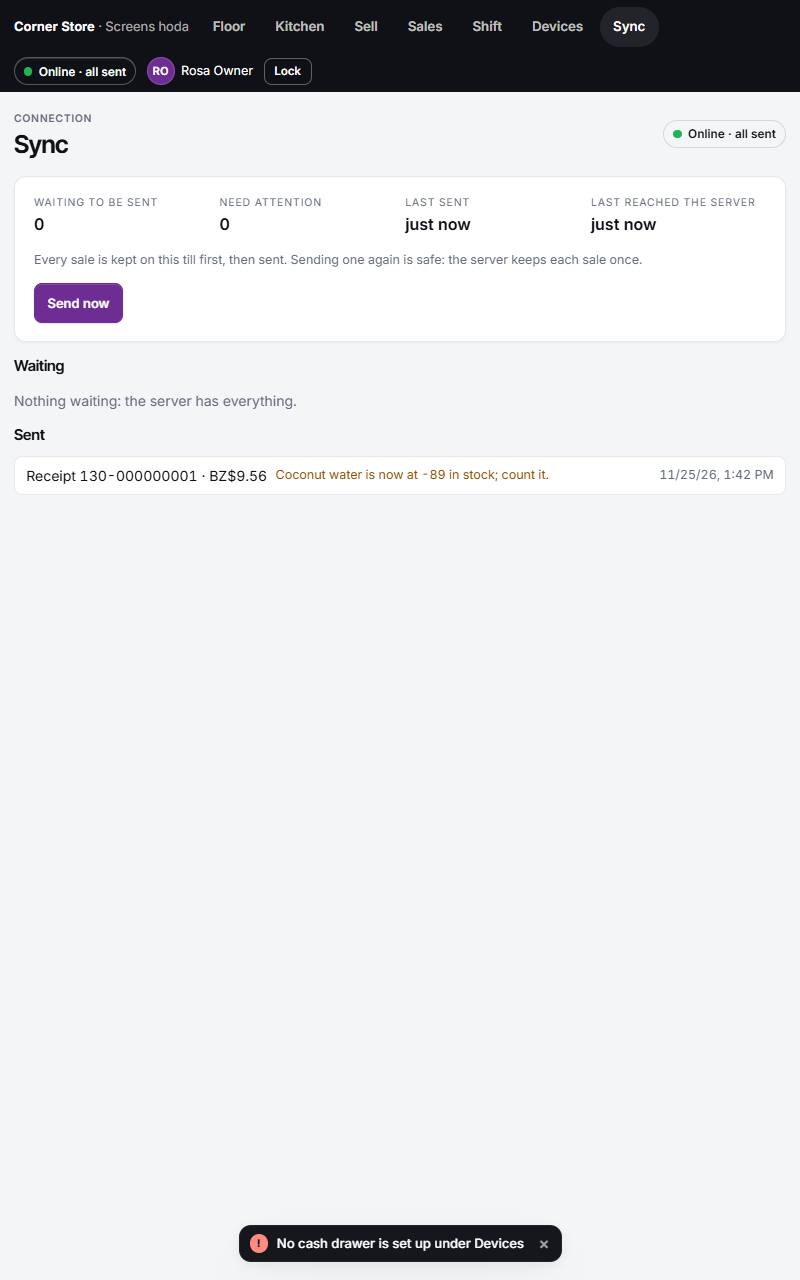 Corner Store · Screens hoda Floor Kitchen Sell Sales Shift Devices Sync
Online · all sent RO Rosa Owner Lock
CONNECTION
Sync
Online · all sent
WAITING TO BE SENT NEED ATTENTION LAST SENT LAST REACHED THE SERVER
0 0 just now just now
Every sale is kept on this till first, then sent. Sending one again is safe: the server keeps each sale once.
Send now
Waiting
Nothing waiting: the server has everything.
Sent
Receipt 130-000000001 · BZ$9.56 Coconut water is now at -89 in stock; count it. 11/25/26, 1:42 PM
! No cash drawer is set up under Devices ×